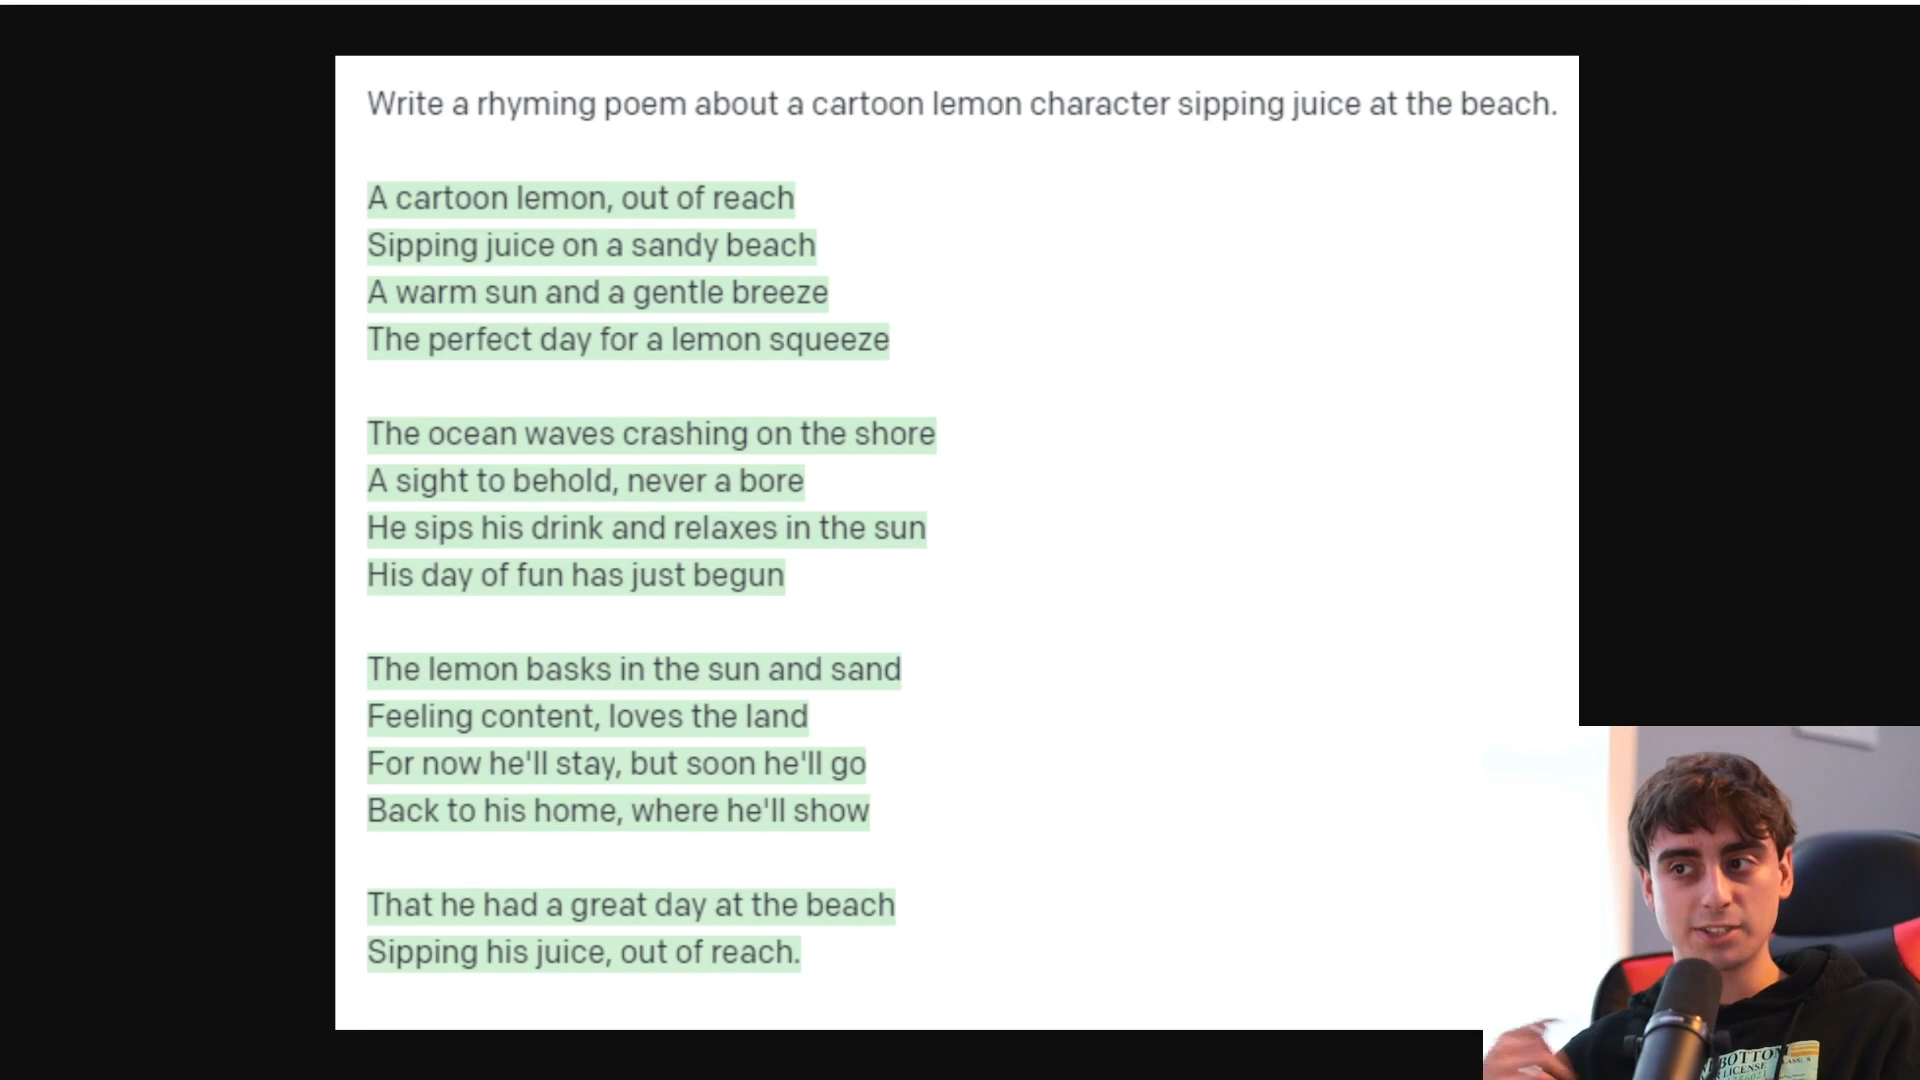 Write a rhyming poem about a cartoon lemon character sipping juice at the beach.
A cartoon lemon, out of reach
Sipping juice on a sandy beach
A warm sun and a gentle breeze
The perfect day for a lemon squeeze
The ocean waves crashing on the shore
A sight to behold, never a bore
He sips his drink and relaxes in the sun
His day of fun has just begun
The lemon basks in the sun and sand
Feeling content, loves the land
For now he'll stay, but soon he'll go
Back to his home, where he'll show
That he had a great day at the beach
Sipping his juice, out of reach.
BOTTOM
LICENSE